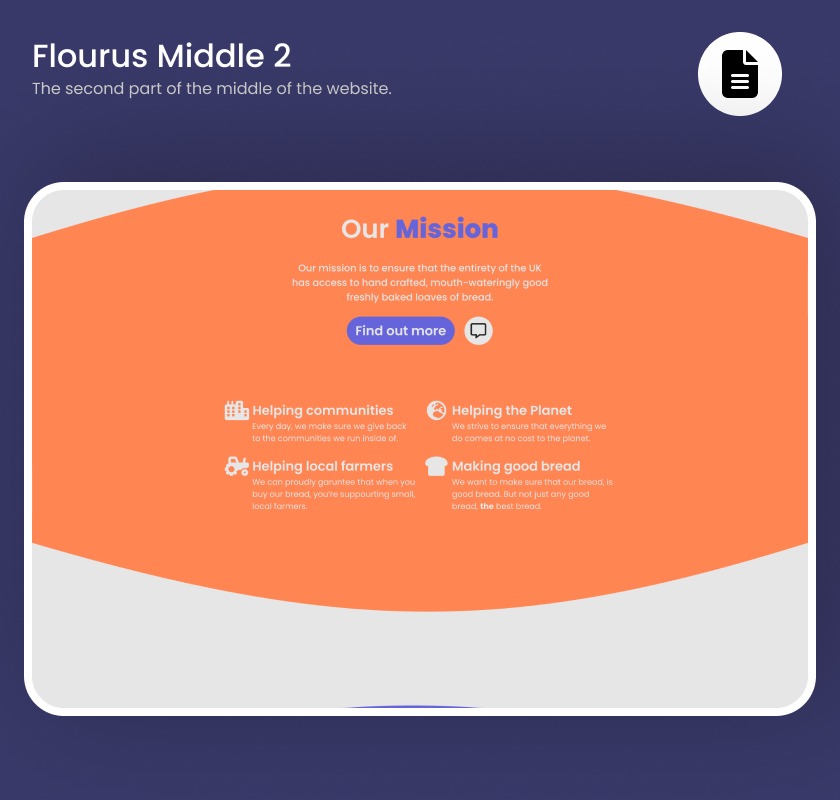 Flourus Middle 2
The second part of the middle of the website.
Our Mission
Our mission is to ensure that the entirety of the UK
has access to hand crafted, mouth-wateringly good
freshly baked loaves of bread.
Find out more
Helping communities
Every day, we make sure we give back
to the communities we run inside of.
Helping the Planet
We strive to ensure that everything we
do comes at no cost to the planet.
Helping local farmers
We can proudly garuntee that when you
buy our bread, you're suppourting small,
local farmers.
Making good bread
We want to make sure that our bread, is
good bread. But not just any good
bread, the best bread.